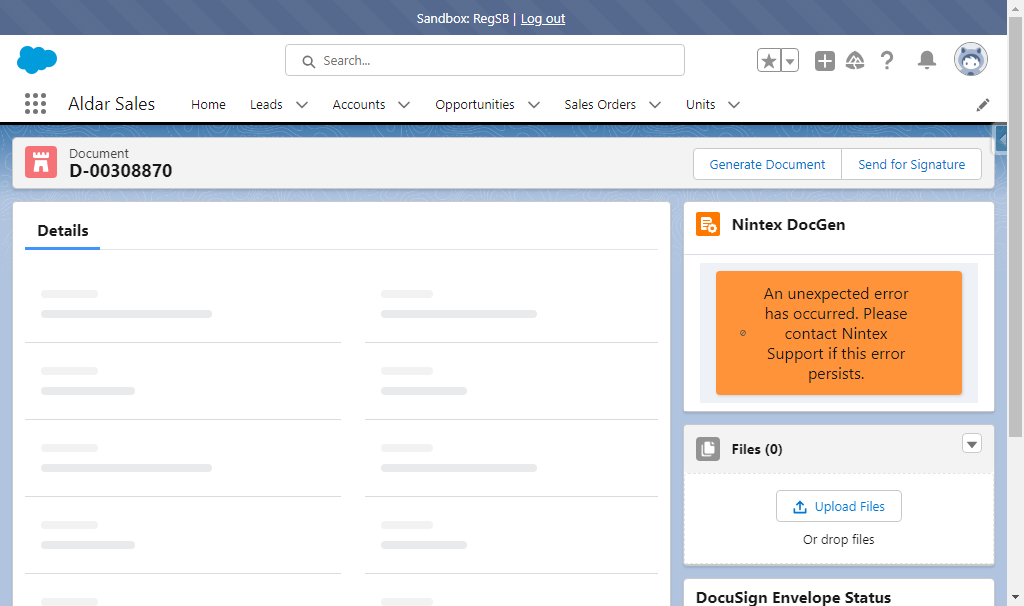 Sandbox: RegSB | Log out
Search...
Aldar Sales
Home
Leads
Accounts
Opportunities
Sales Orders
Units
Document
D-00308870
Generate Document
Send for Signature
Details
Nintex DocGen
An unexpected error
has occurred. Please
contact Nintex
Support if this error
persists.
Files (0)
Upload Files
Or drop files
DocuSign Envelope Status